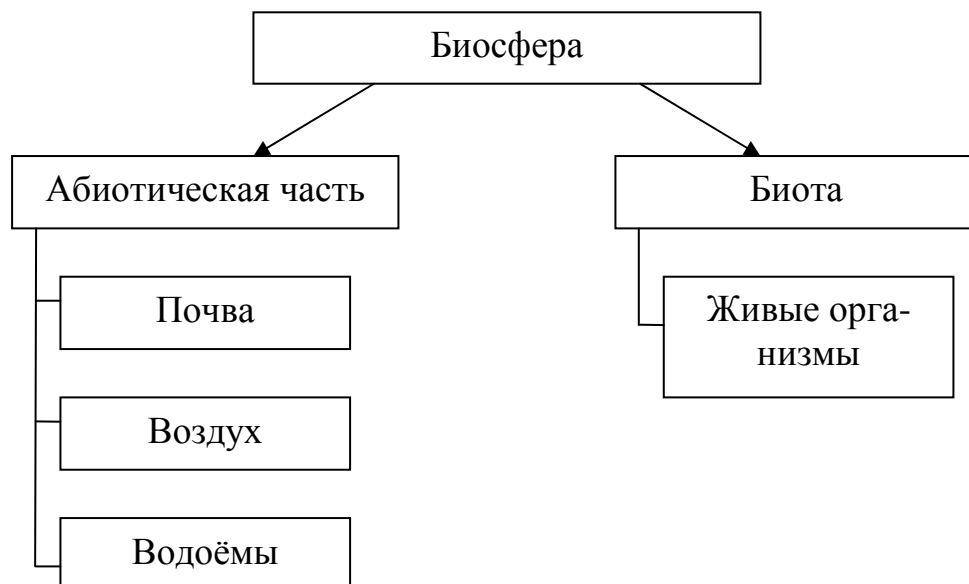 Биосфера
Абиотическая часть
Биота
Почва
Живые орга-
низмы
Воздух
Водоёмы